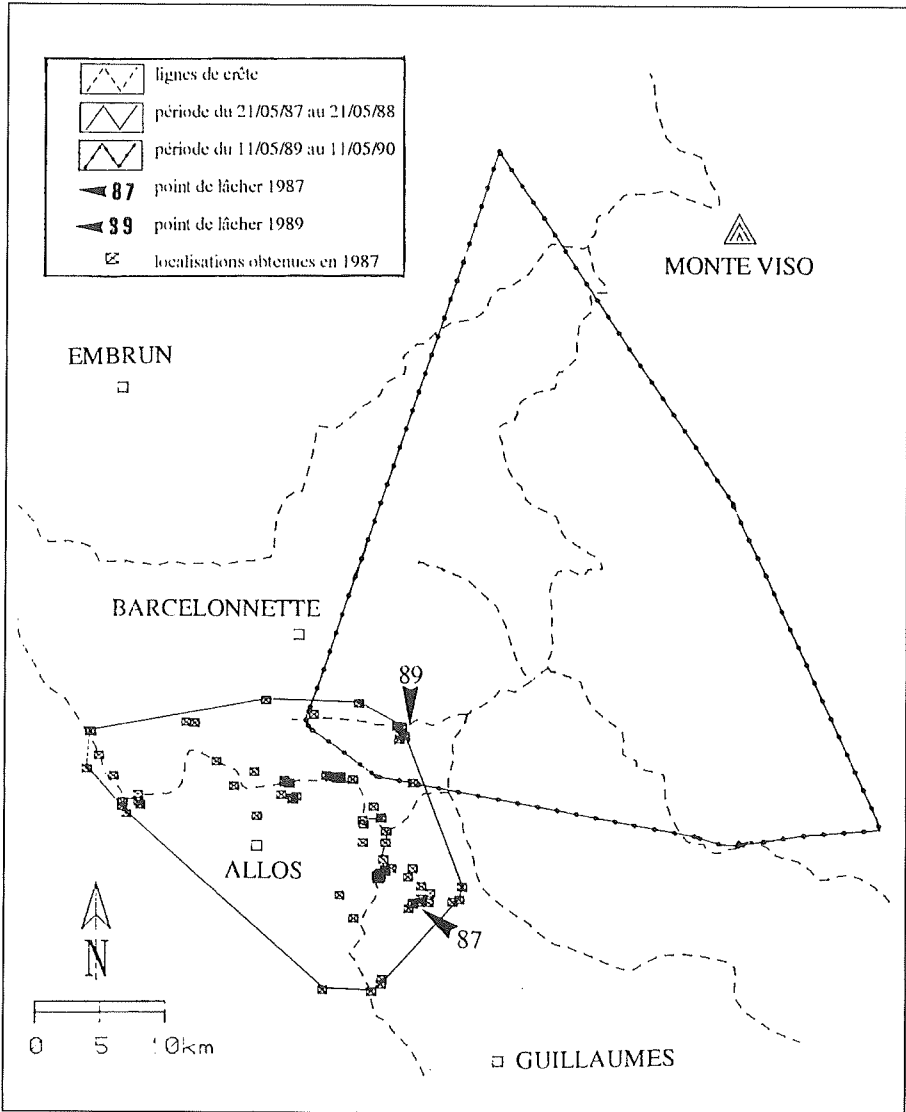 lignes de crête
période du 21/05/87 au 21/05/88
période du 11/05/89 au 11/05/90
87 point de lâcher 1987
89 point de lâcher 1989
localisations obtenues en 1987
MONTE VISO
EMBRUN
BARCELONNETTE
89
ALLOS
87
N
0 5 10km
GUILLAUMES